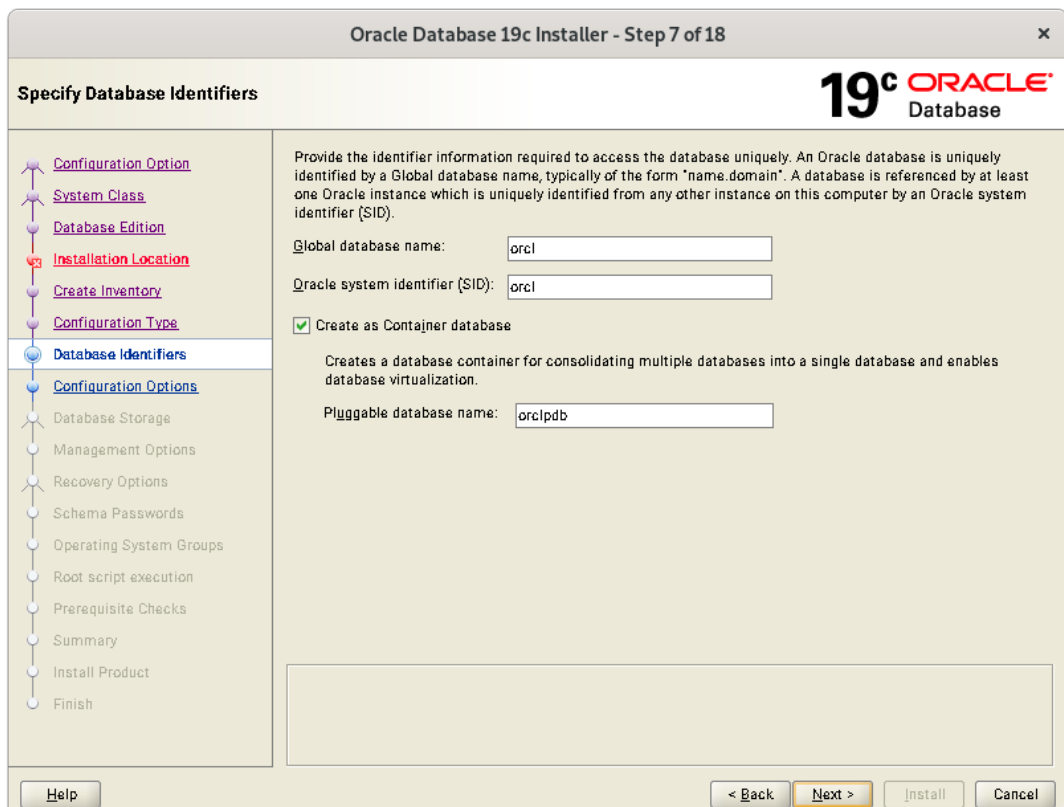 Oracle Database 19c Installer - Step 7 of 18
Specify Database Identifiers
19c ORACLE
Database
Configuration Option
System Class
Database Edition
Installation Location
Create Inventory
Configuration Type
Database Identifiers
Configuration Options
Database Storage
Management Options
Recovery Options
Schema Passwords
Operating System Groups
Root script execution
Prerequisite Checks
Summary
Install Product
Finish
Provide the identifier information required to access the database uniquely. An Oracle database is uniquely
identified by a Global database name, typically of the form "name.domain". A database is referenced by at least
one Oracle instance which is uniquely identified from any other instance on this computer by an Oracle system
identifier (SID).
Global database name: orcl
Oracle system identifier (SID): orcl
Create as Container database
Creates a database container for consolidating multiple databases into a single database and enables
database virtualization.
Pluggable database name: orclpdb
Help < Back Next > Install Cancel